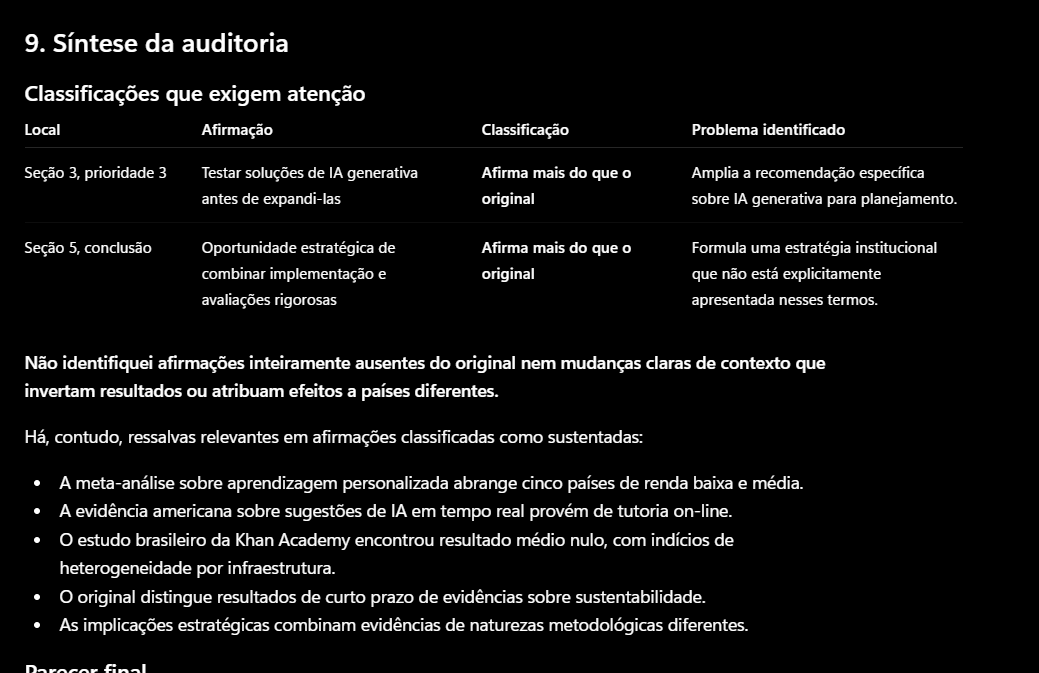 9. Síntese da auditoria
Classificações que exigem atenção
Local Afirmação Classificação Problema identificado
Seção 3, prioridade 3 Testar soluções de IA generativa Afirma mais do que o Amplia a recomendação específica
antes de expandi-las original sobre IA generativa para planejamento.
Seção 5, conclusão Oportunidade estratégica de Afirma mais do que o Formula uma estratégia institucional
combinar implementação e original que não está explicitamente
avaliações rigorosas apresentada nesses termos.
Não identifiquei afirmações inteiramente ausentes do original nem mudanças claras de contexto que
invertam resultados ou atribuam efeitos a países diferentes.
Há, contudo, ressalvas relevantes em afirmações classificadas como sustentadas:
• A meta-análise sobre aprendizagem personalizada abrange cinco países de renda baixa e média.
• A evidência americana sobre sugestões de IA em tempo real provém de tutoria on-line.
• O estudo brasileiro da Khan Academy encontrou resultado médio nulo, com indícios de
heterogeneidade por infraestrutura.
• O original distingue resultados de curto prazo de evidências sobre sustentabilidade.
• As implicações estratégicas combinam evidências de naturezas metodológicas diferentes.
Parecer final